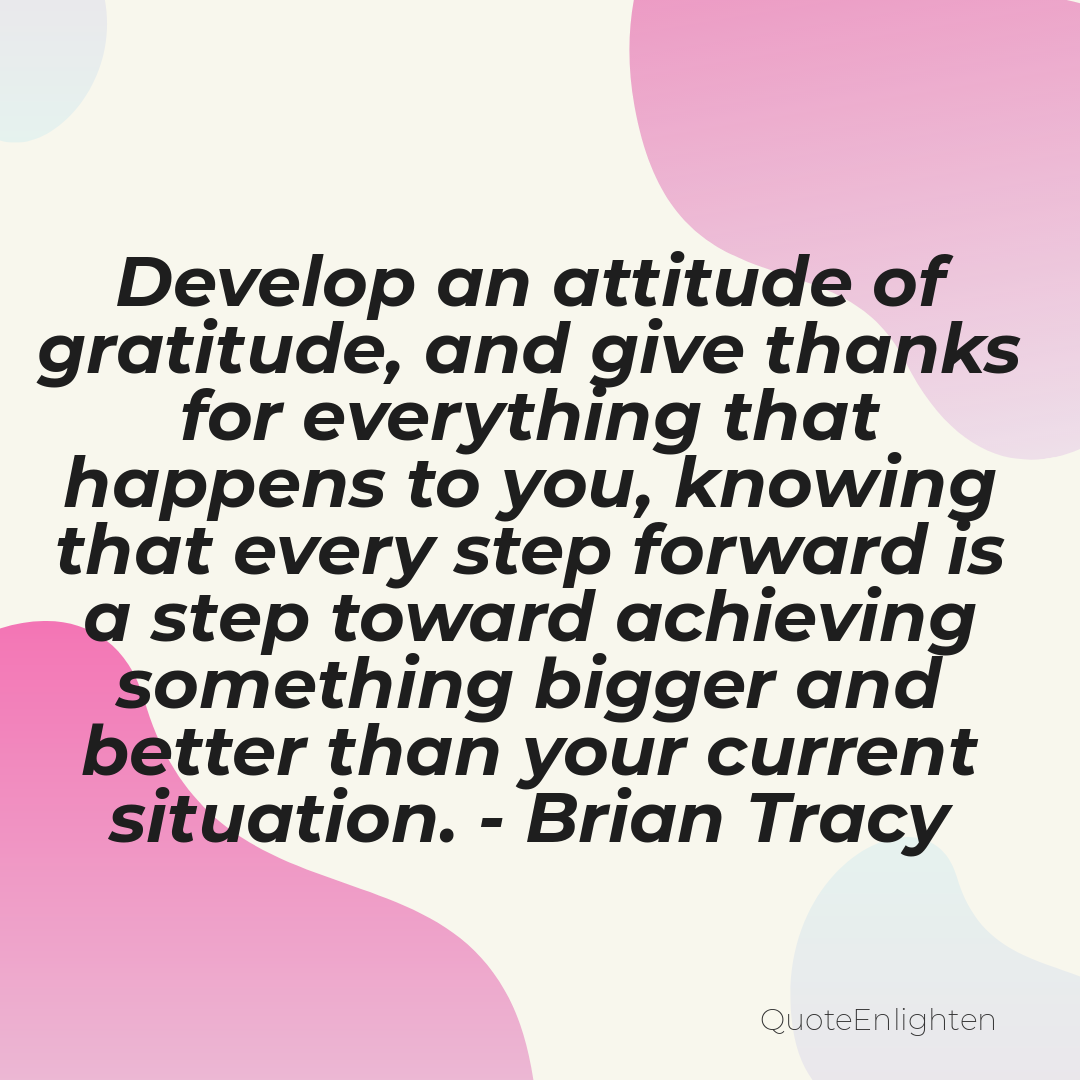 Develop an attitude of
gratitude, and give thanks
for everything that
happens to you, knowing
that every step forward is
a step toward achieving
something bigger and
better than your current
situation. - Brian Tracy
QuoteEnlighten